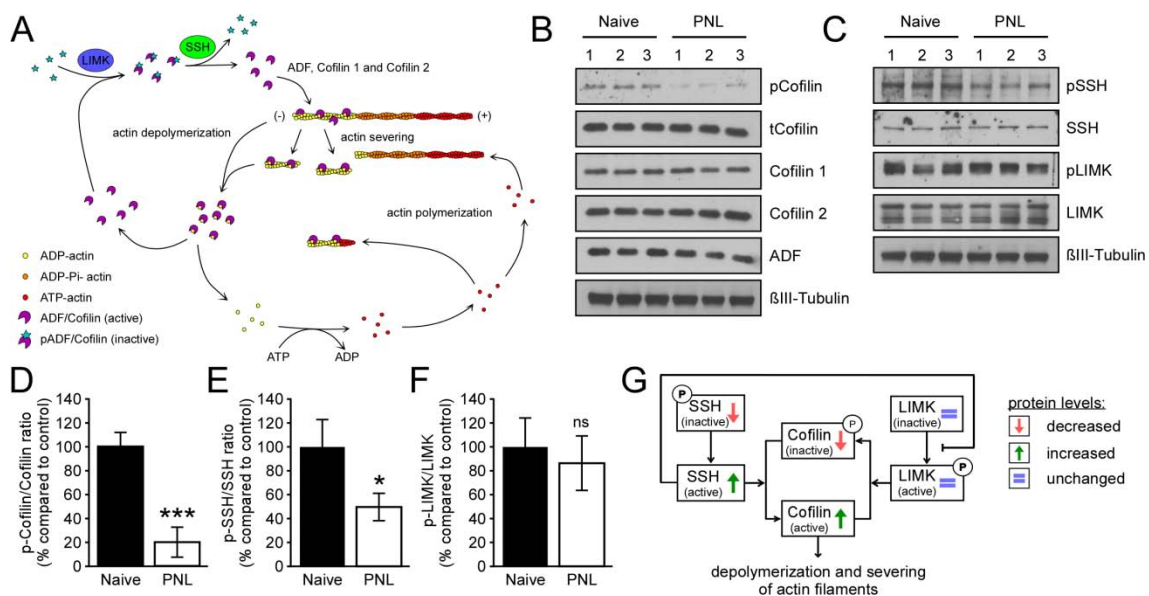 A
LIMK
SSH
ADF, Cofilin 1 and Cofilin 2
(-)
(+)
actin depolymerization
actin severing
actin polymerization
ADP-actin
ADP-Pi- actin
ATP-actin
ADF/Cofilin (active)
pADF/Cofilin (inactive)
ATP
ADP
B
Naive PNL
1 2 3 1 2 3
pCofilin
tCofilin
Cofilin 1
Cofilin 2
ADF
ßIII-Tubulin
C
Naive PNL
1 2 3 1 2 3
pSSH
SSH
pLIMK
LIMK
ßIII-Tubulin
D
p-Cofilin/Cofilin ratio
(% compared to control)
140
120
100
80
60
40
20
0
***
Naive PNL
E
p-SSH/SSH ratio
(% compared to control)
140
120
100
80
60
40
20
0
*
Naive PNL
F
p-LIMK/LIMK
(% compared to control)
140
120
100
80
60
40
20
0
ns
Naive PNL
G
P
SSH
(inactive)
P
Cofilin
(inactive)
LIMK
(inactive)
SSH
(active)
P
LIMK
(active)
Cofilin
(active)
depolymerization and severing
of actin filaments
protein levels:
decreased
increased
unchanged